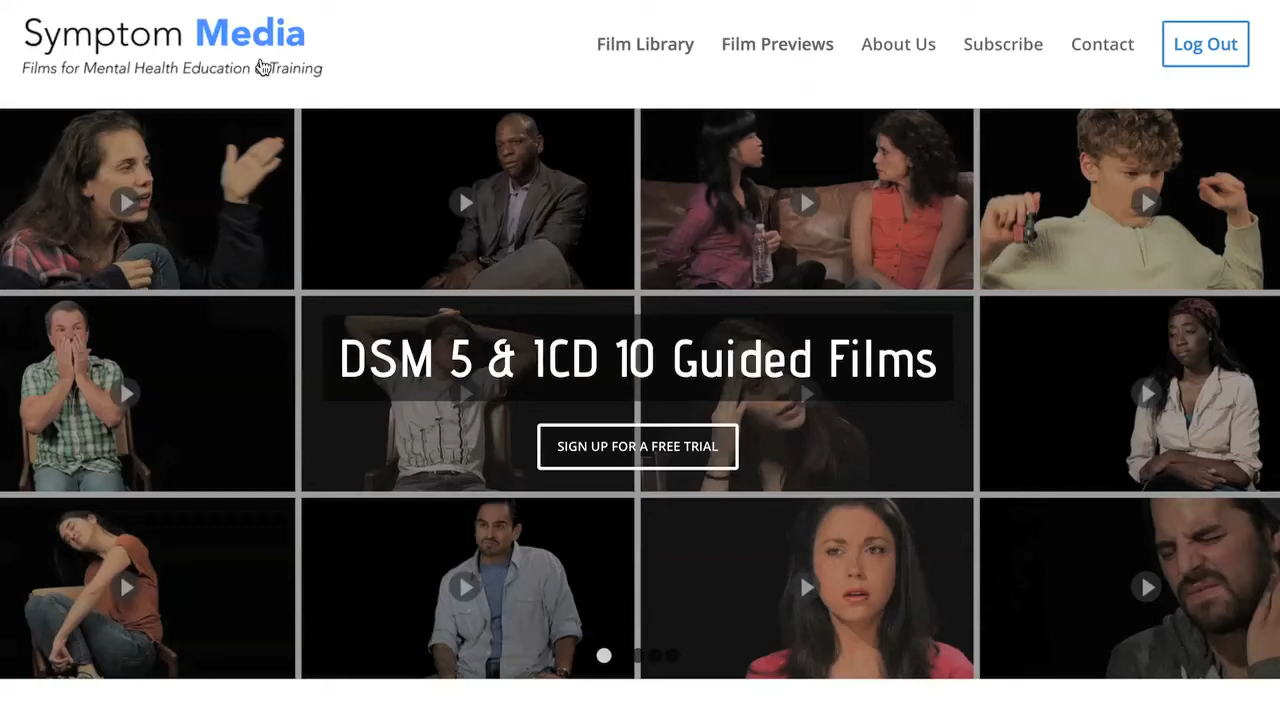 Symptom Media
Films for Mental Health Education & Training
Film Library
Film Previews
About Us
Subscribe
Contact
Log Out
DSM 5 & ICD 10 Guided Films
SIGN UP FOR A FREE TRIAL